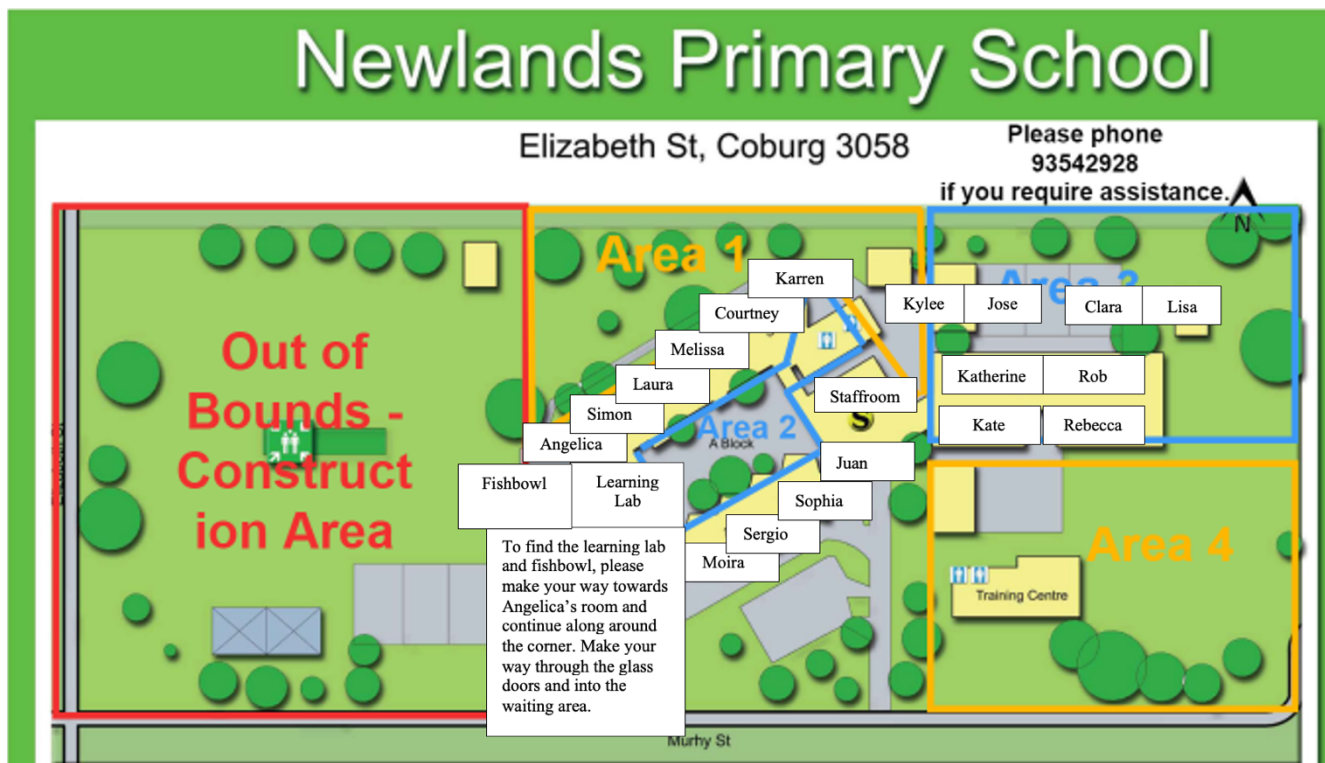 Newlands Primary School
Elizabeth St, Coburg 3058
Please phone
93542928
if you require assistance.
N
Area 1
Area 3
Karren
Kylee
Jose
Clara
Lisa
Courtney
Melissa
Laura
Simon
Angelica
Staffroom
S
Katherine
Rob
Kate
Rebecca
Out of
Bounds -
Construct
ion Area
Area 2
A Block
Fishbowl
Learning
Lab
Juan
Sophia
Sergio
Moira
To find the learning lab
and fishbowl, please
make your way towards
Angelica’s room and
continue along around
the corner. Make your
way through the glass
doors and into the
waiting area.
Area 4
Training Centre
Murhy St